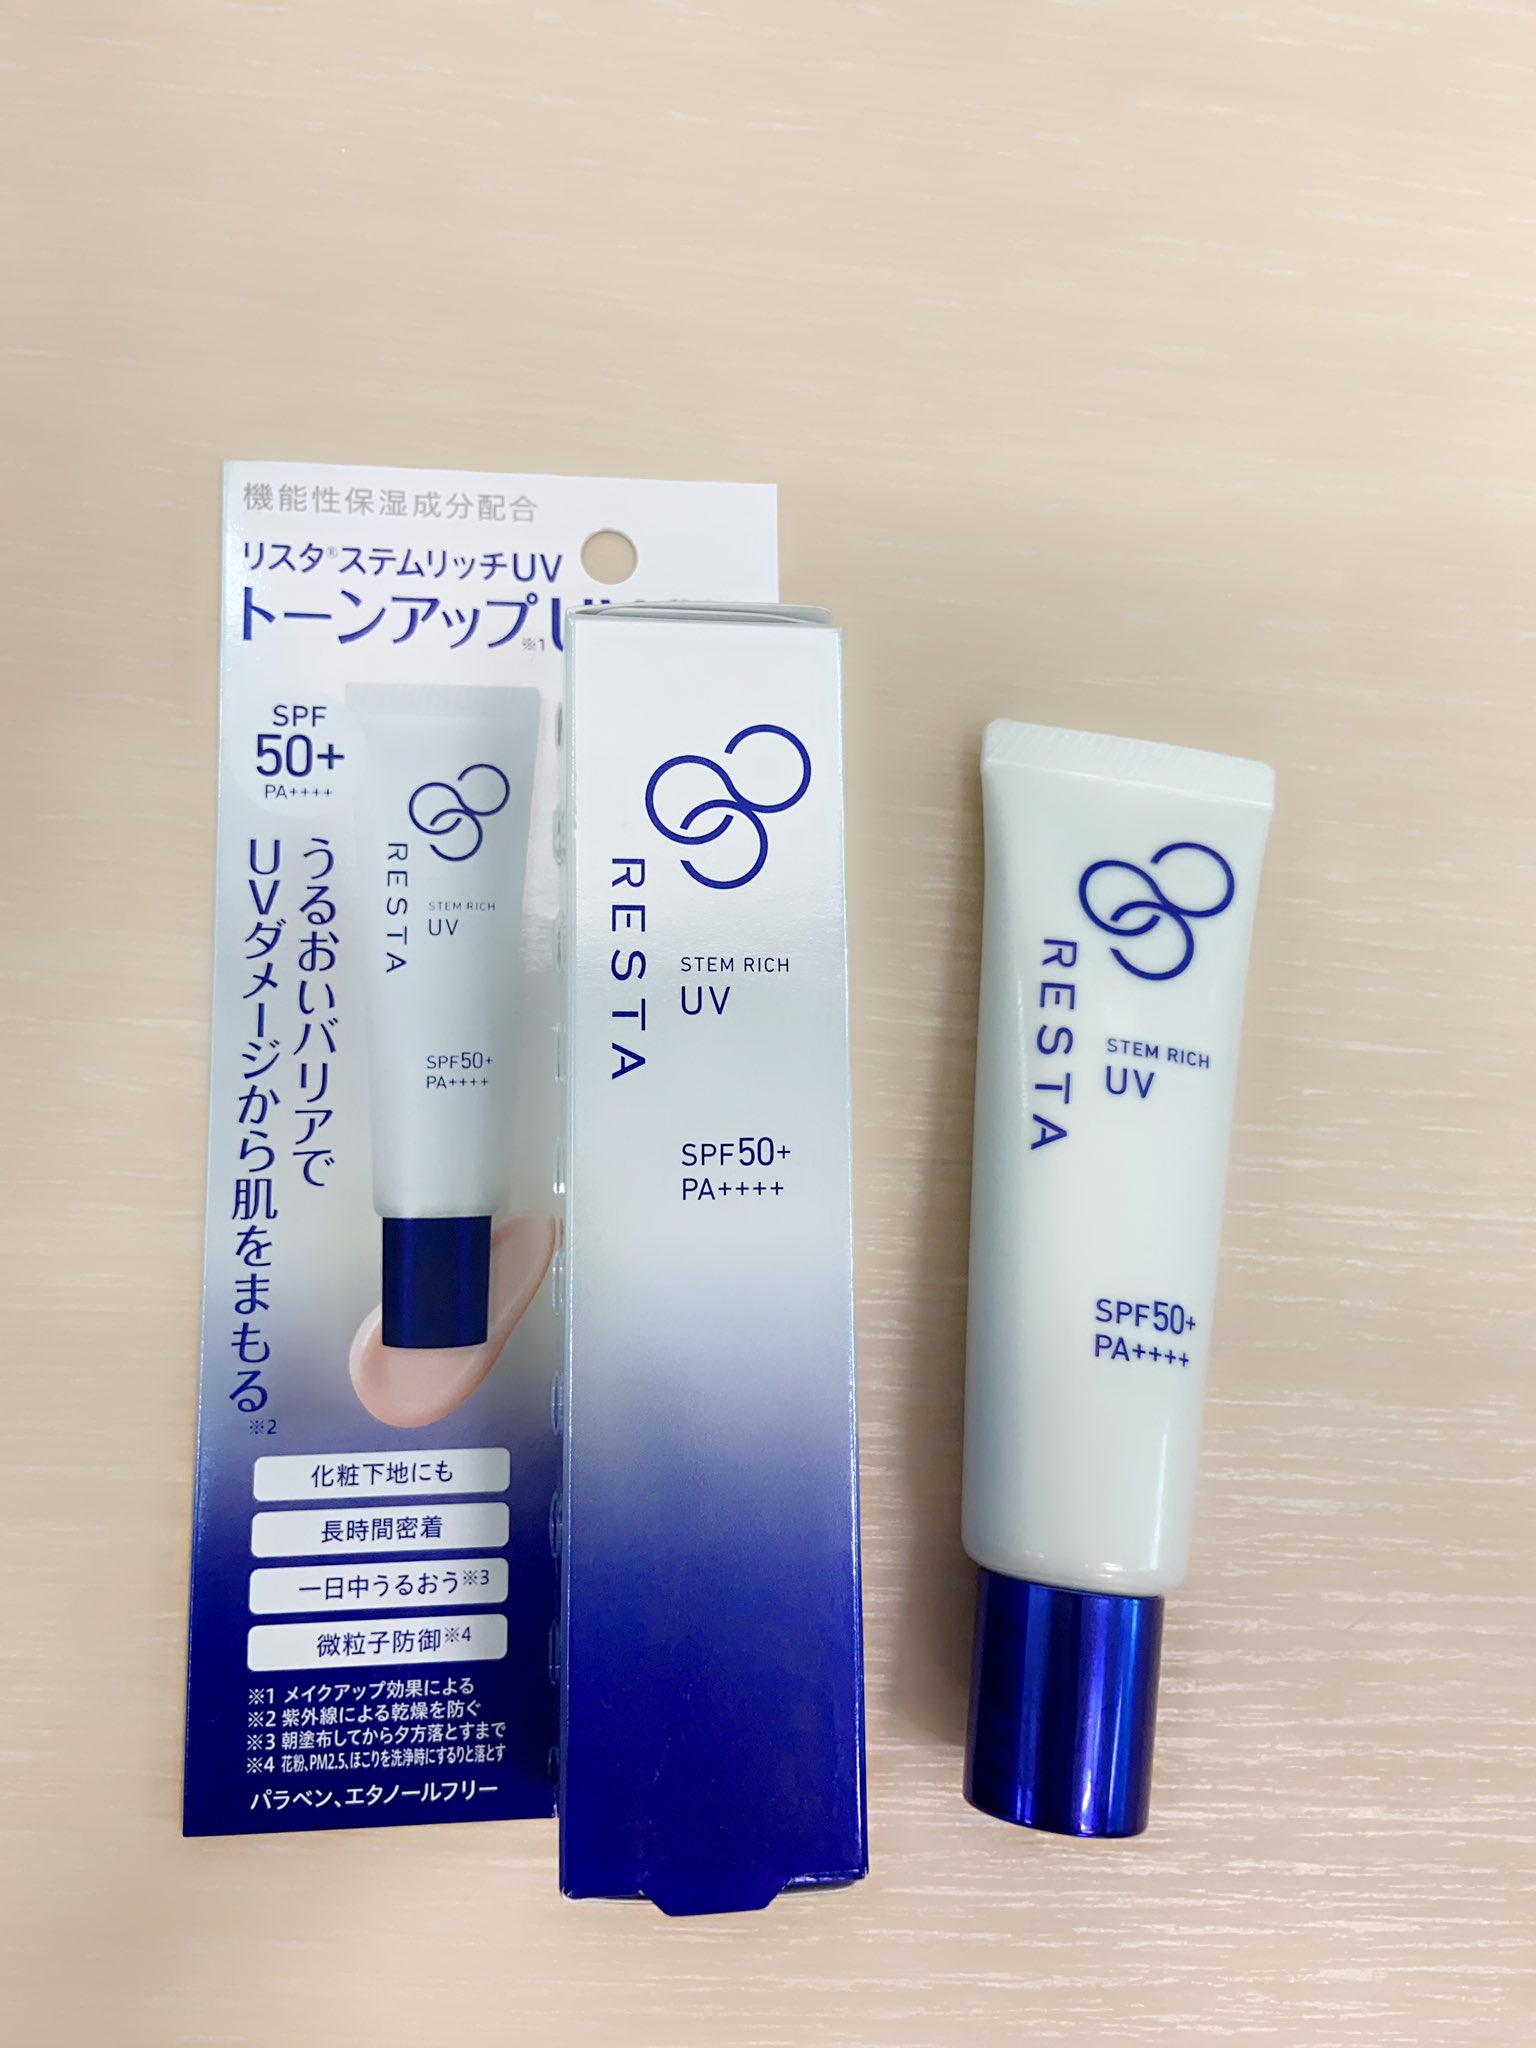 機能性保湿成分配合
リスタ®ステムリッチUV
トーンアップ※1
SPF
50+
PA++++
うるおいバリアで
UVダメージから肌をまもる※2
RESTA
STEM RICH
UV
SPF50+
PA++++
化粧下地にも
長時間密着
一日中うるおう※3
微粒子防御※4
※1 メイクアップ効果による
※2 紫外線による乾燥を防ぐ
※3 朝塗布してから夕方落とすまで
※4 花粉、PM2.5、ほこりを洗浄時にするりと落とす
パラベン、エタノールフリー
RESTA
STEM RICH
UV
SPF50+
PA++++
RESTA
STEM RICH
UV
SPF50+
PA++++